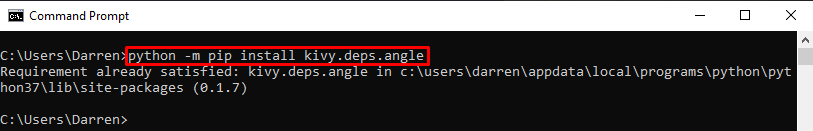 Command Prompt
C:\Users\Darren>python -m pip install kivy.deps.angle
Requirement already satisfied: kivy.deps.angle in c:\users\darren\appdata\local\programs\python\pyt
hon37\lib\site-packages (0.1.7)
C:\Users\Darren>